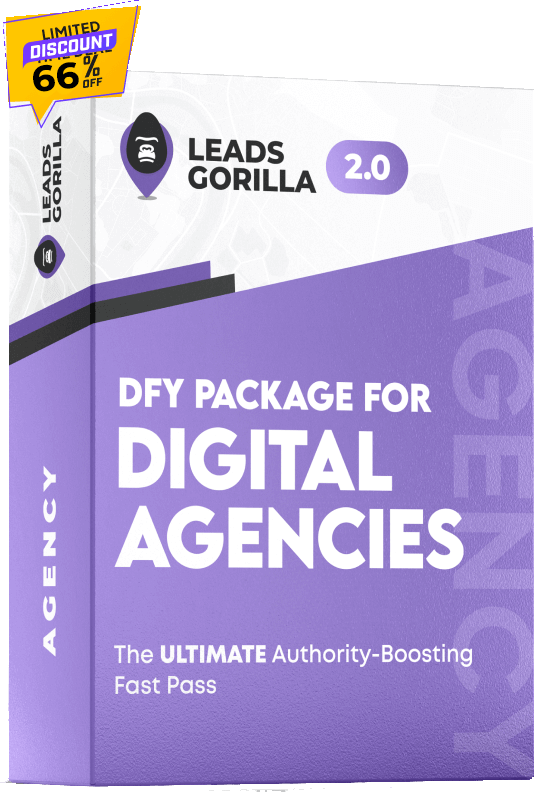 LIMITED
DISCOUNT
66% OFF
LEADS
GORILLA
AGENCY
LEADS
GORILLA
2.0
DFY PACKAGE FOR
DIGITAL
AGENCIES
The ULTIMATE Authority-Boosting
Fast Pass
AGENCY